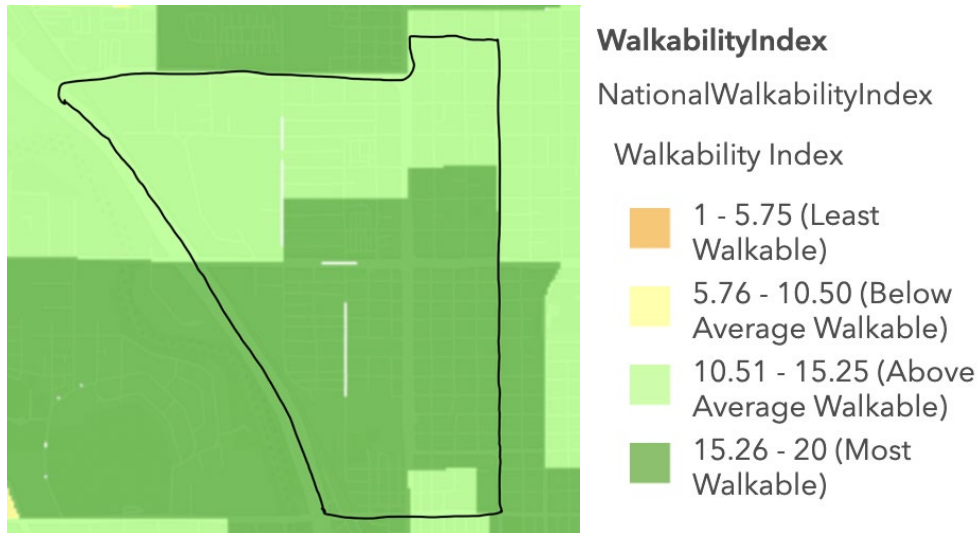 WalkabilityIndex
NationalWalkabilityIndex
Walkability Index
1 - 5.75 (Least
Walkable)
5.76 - 10.50 (Below
Average Walkable)
10.51 - 15.25 (Above
Average Walkable)
15.26 - 20 (Most
Walkable)